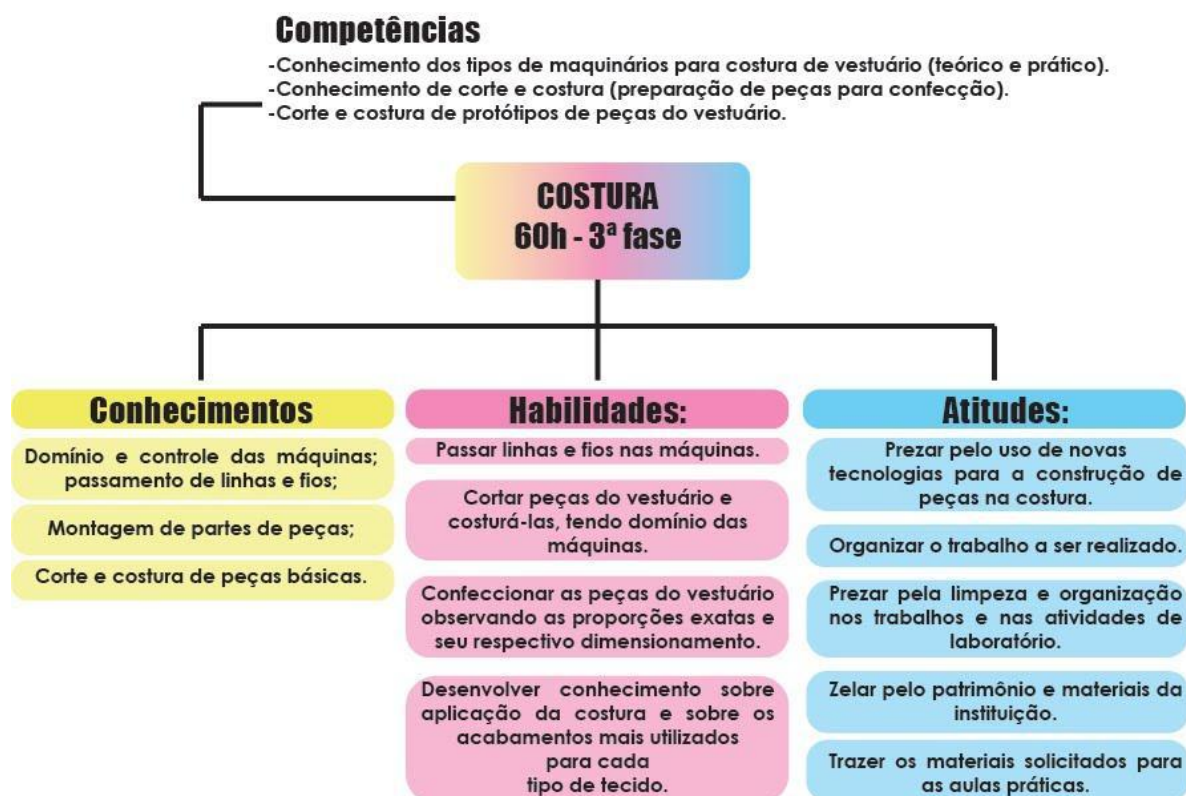 Competências
-Conhecimento dos tipos de maquinários para costura de vestuário (teórico e prático).
-Conhecimento de corte e costura (preparação de peças para confecção).
-Corte e costura de protótipos de peças do vestuário.
COSTURA
60h - 3ª fase
Conhecimentos
Domínio e controle das máquinas;
passamento de linhas e fios;
Montagem de partes de peças;
Corte e costura de peças básicas.
Habilidades:
Passar linhas e fios nas máquinas.
Cortar peças do vestuário e
costurá-las, tendo domínio das
máquinas.
Confeccionar as peças do vestuário
observando as proporções exatas e
seu respectivo dimensionamento.
Desenvolver conhecimento sobre
aplicação da costura e sobre os
acabamentos mais utilizados
para cada
tipo de tecido.
Atitudes:
Prezar pelo uso de novas
tecnologias para a construção de
peças na costura.
Organizar o trabalho a ser realizado.
Prezar pela limpeza e organização
nos trabalhos e nas atividades de
laboratório.
Zelar pelo patrimônio e materiais da
instituição.
Trazer os materiais solicitados para
as aulas práticas.